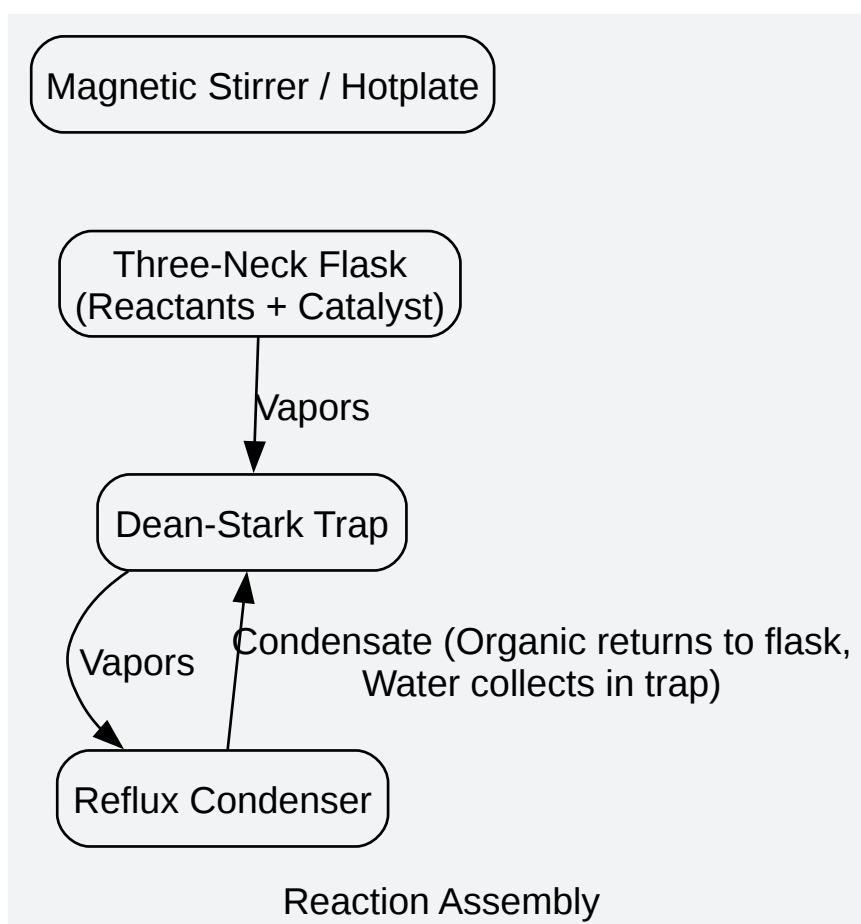 Magnetic Stirrer / Hotplate
Three-Neck Flask
(Reactants + Catalyst)
Vapors
Dean-Stark Trap
Condensate (Organic returns to flask,
Water collects in trap)
Vapors
Reflux Condenser
Reaction Assembly